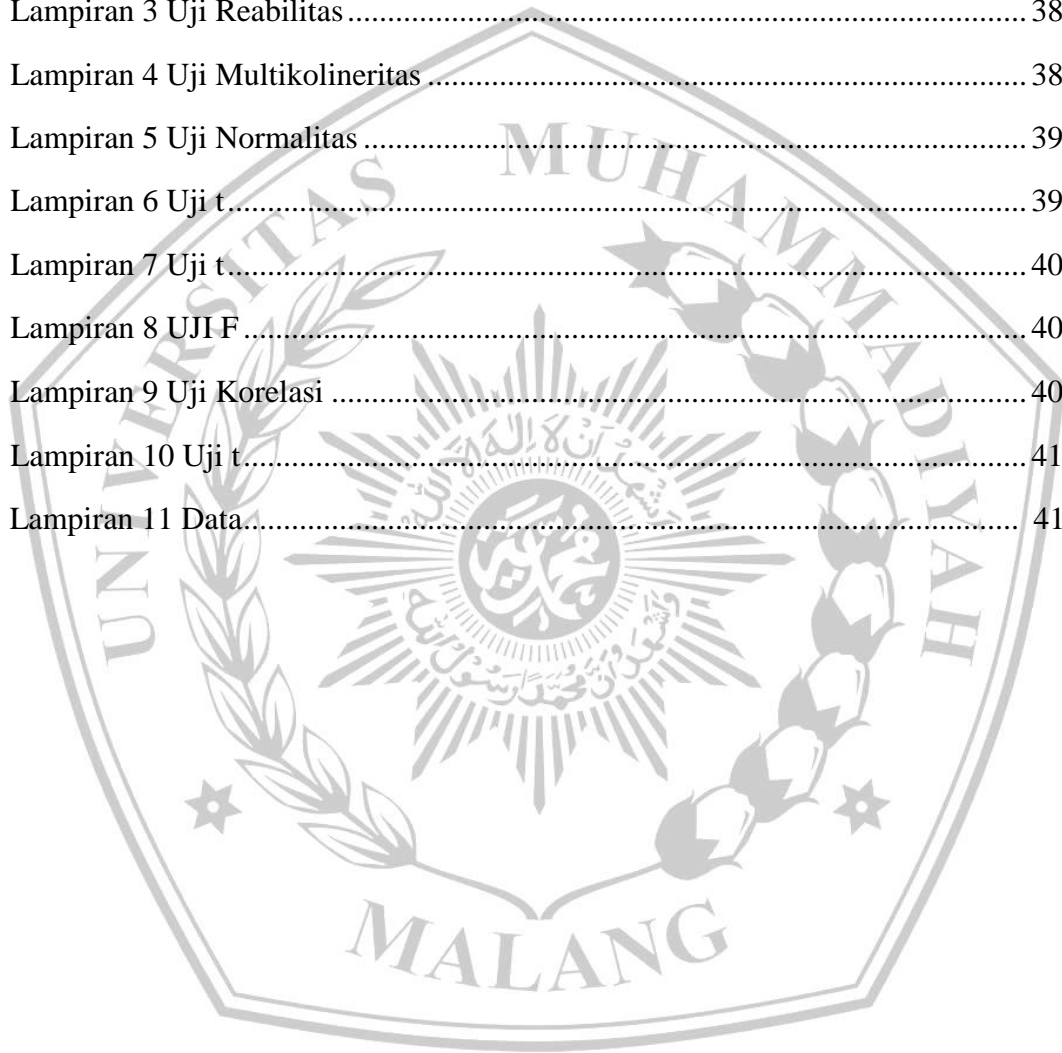 Lampiran 3 Uji Reabilitas ........ 38
Lampiran 4 Uji Multikolineritas ........ 38
Lampiran 5 Uji Normalitas ........ 39
Lampiran 6 Uji t ........ 39
Lampiran 7 Uji t ........ 40
Lampiran 8 UJI F ........ 40
Lampiran 9 Uji Korelasi ........ 40
Lampiran 10 Uji t ........ 41
Lampiran 11 Data ........ 41
UNIVERSITAS MUHAMMADIYAH
MALANG